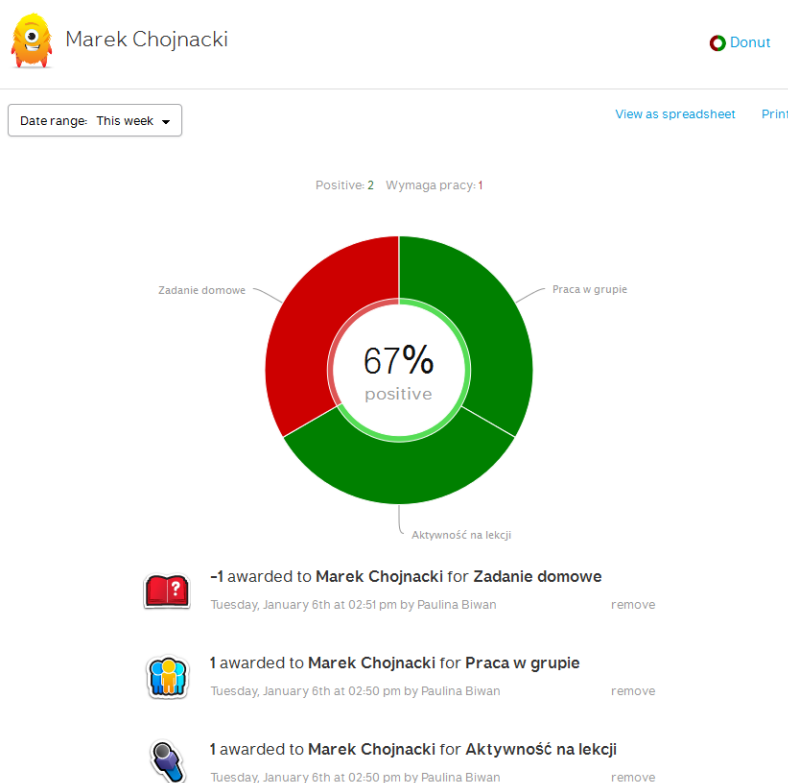 Marek Chojnacki
Donut
Date range: This week
View as spreadsheet Print
Positive: 2 Wymaga pracy: 1
Zadanie domowe
Praca w grupie
67%
positive
Aktywność na lekcji
-1 awarded to Marek Chojnacki for Zadanie domowe
Tuesday, January 6th at 02:51 pm by Paulina Biwan remove
1 awarded to Marek Chojnacki for Praca w grupie
Tuesday, January 6th at 02:50 pm by Paulina Biwan remove
1 awarded to Marek Chojnacki for Aktywność na lekcji
Tuesday, January 6th at 02:50 pm by Paulina Biwan remove